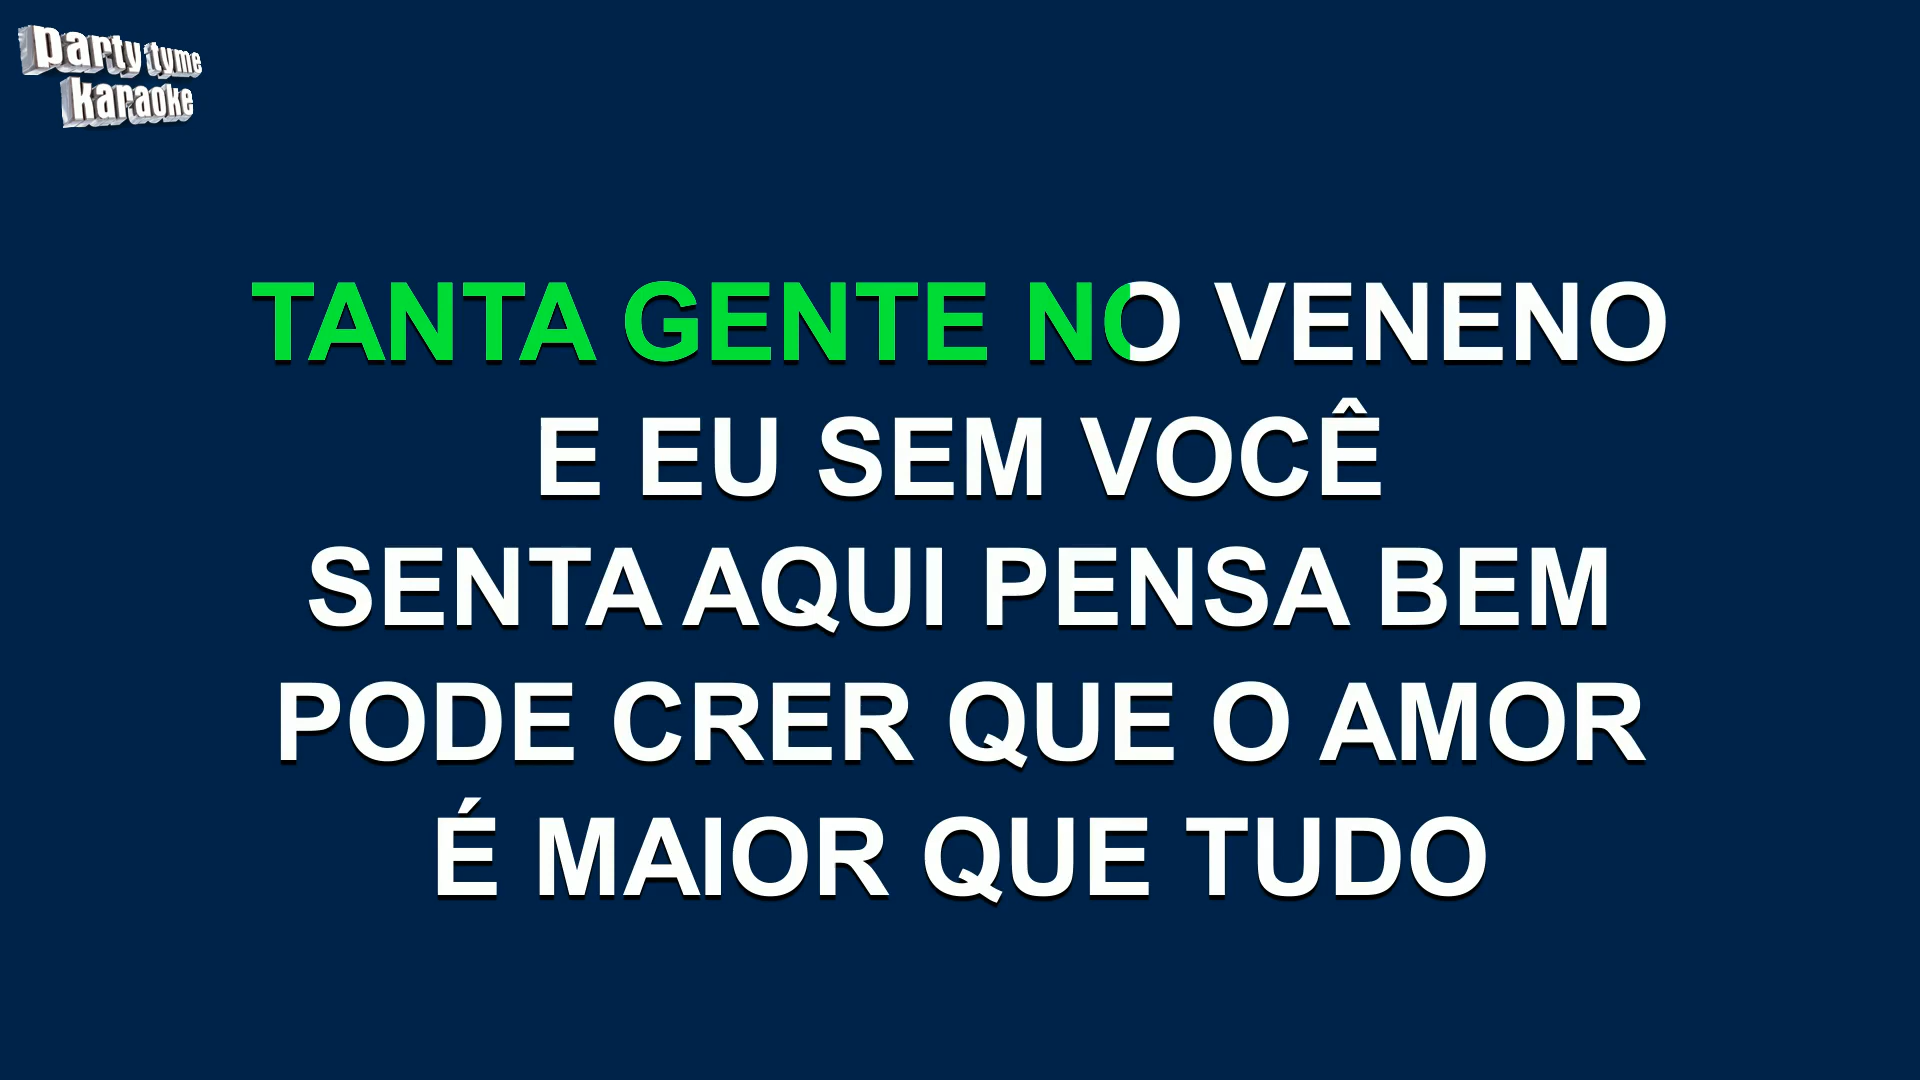 party tyme
karaoke
TANTA GENTE NO VENENO
E EU SEM VOCÊ
SENTA AQUI PENSA BEM
PODE CRER QUE O AMOR
É MAIOR QUE TUDO